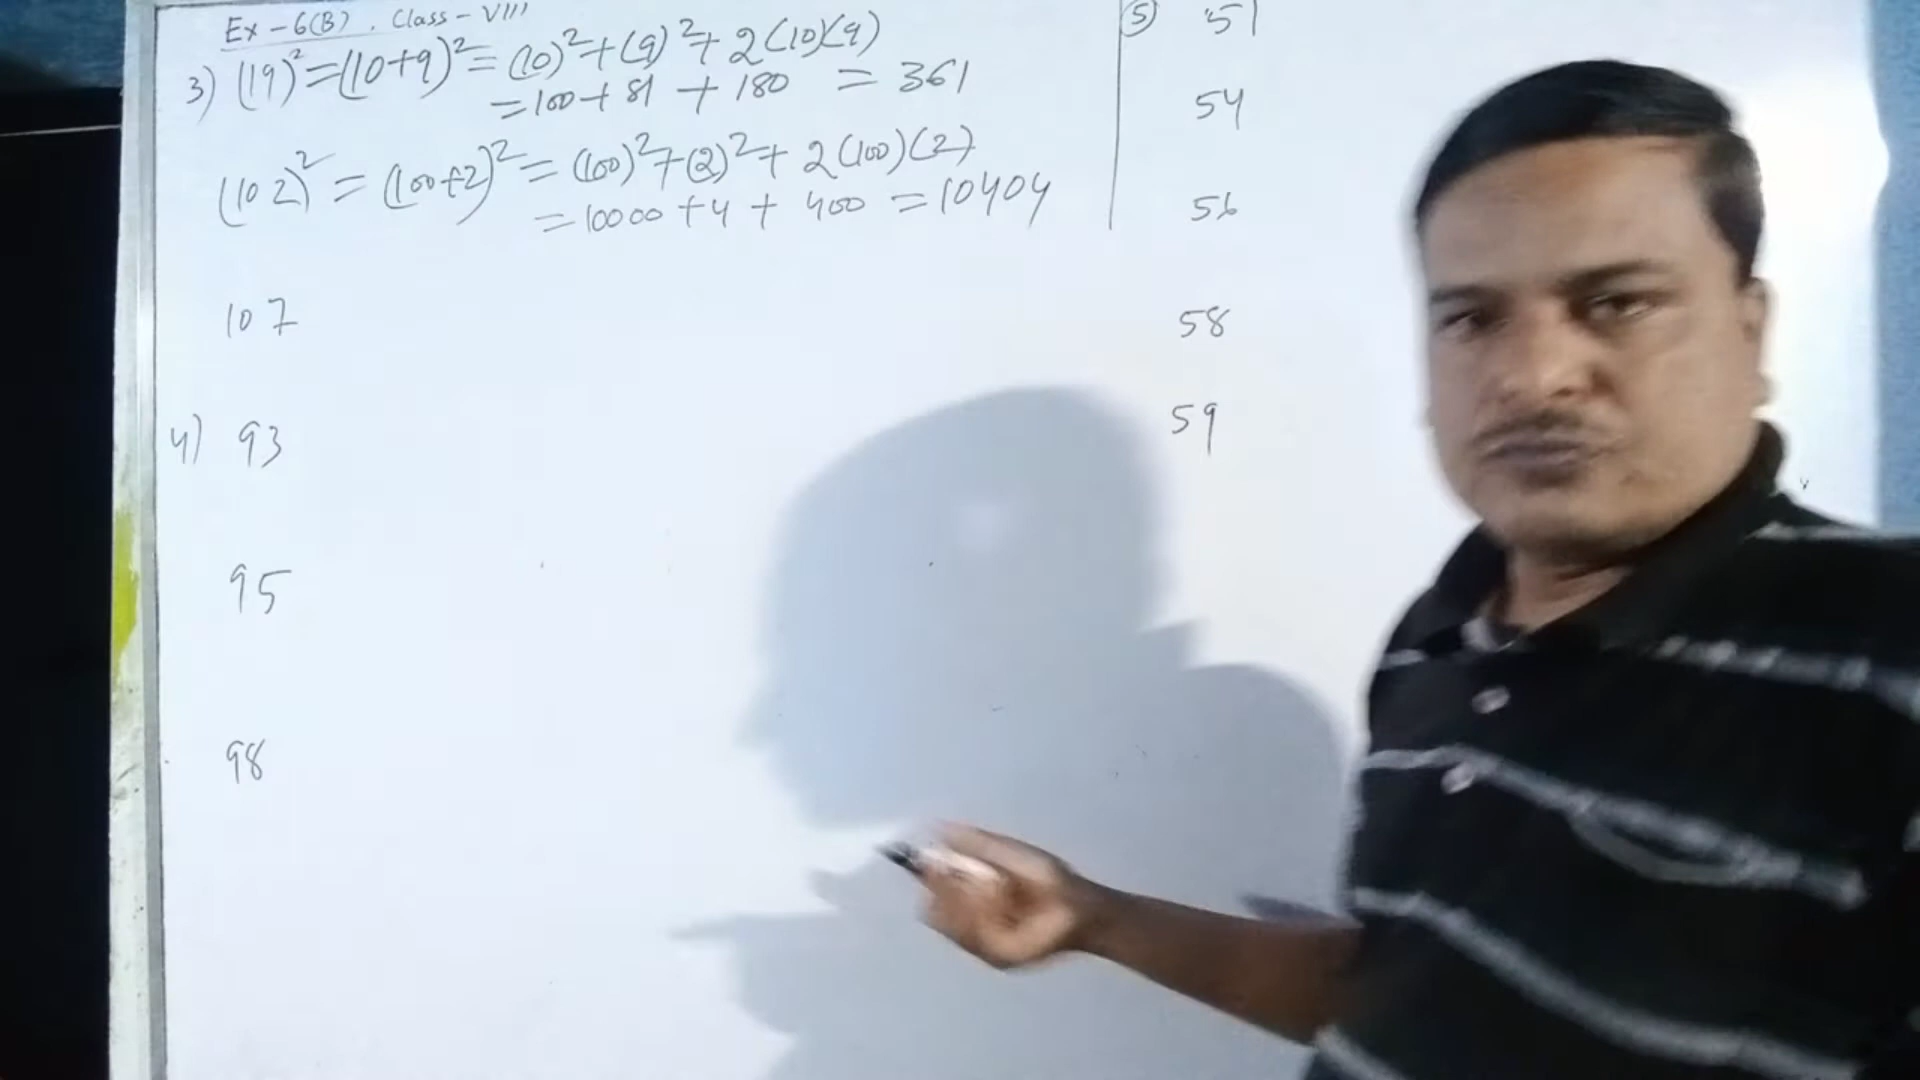 Ex - 6(B). Class - VIII
3) (19)² = (10+9)² = (10)² + (9)² + 2(10)(9)
= 100 + 81 + 180 = 361
(102)² = (100+2)² = (100)² + (2)² + 2(100)(2)
= 10000 + 4 + 400 = 10404
107
4) 93
95
98
5) 51
54
56
58
59